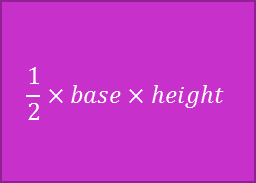 1/2 × base × height